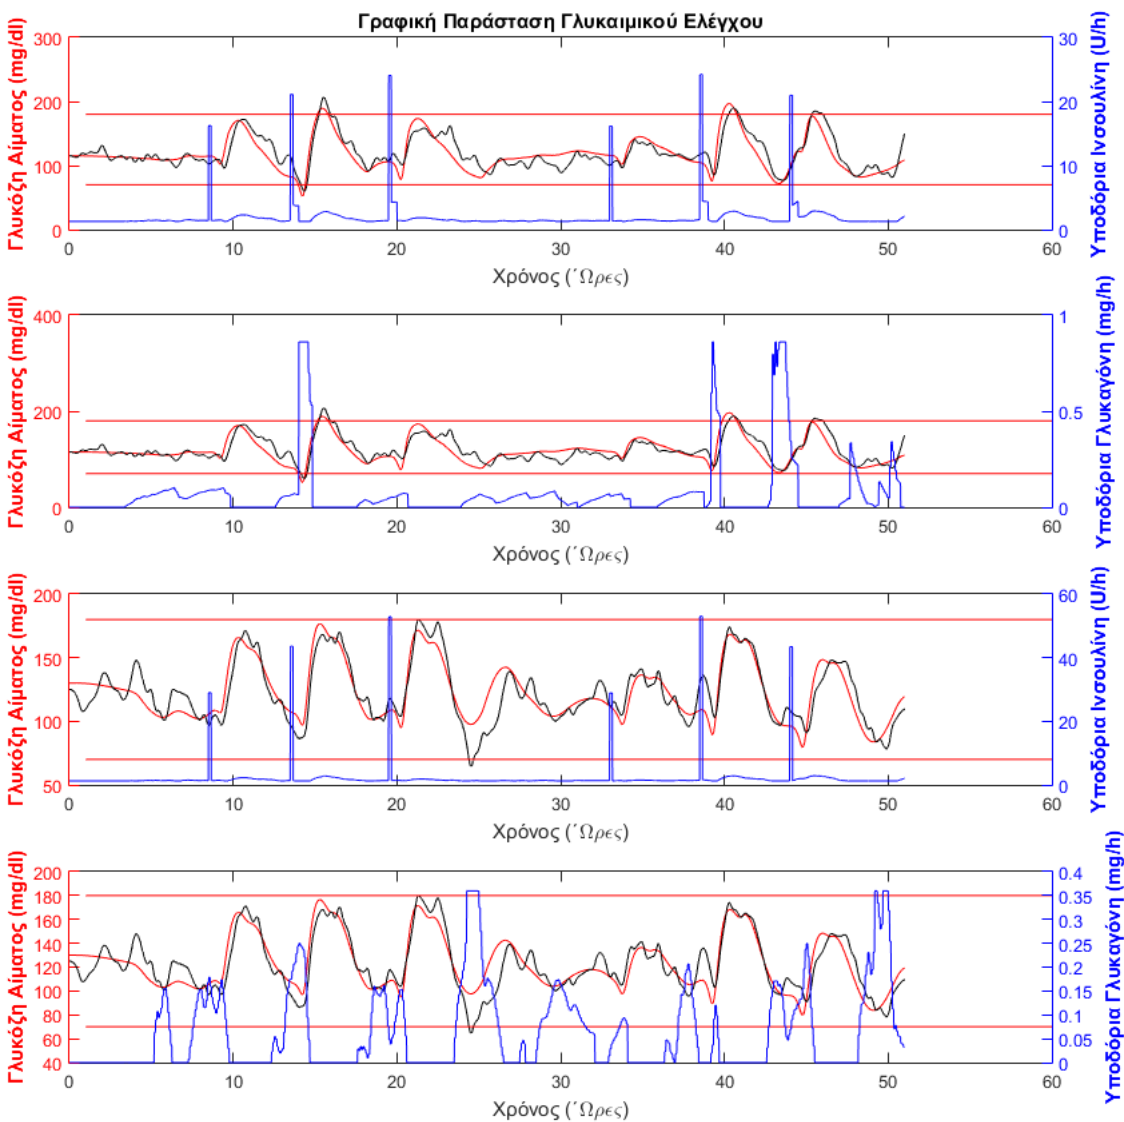 Γραφική Παράσταση Γλυκαιμικού Ελέγχου
Γλυκόζη Αίματος (mg/dl)
300
200
100
0
30
20
10
0
Υποδόρια Ινσουλίνη (U/h)
0 10 20 30 40 50 60
Χρόνος (΄Ωρες)
Γλυκόζη Αίματος (mg/dl)
400
200
0
1
0.5
0
Υποδόρια Γλυκαγόνη (mg/h)
0 10 20 30 40 50 60
Χρόνος (΄Ωρες)
Γλυκόζη Αίματος (mg/dl)
200
150
100
50
60
40
20
0
Υποδόρια Ινσουλίνη (U/h)
0 10 20 30 40 50 60
Χρόνος (΄Ωρες)
Γλυκόζη Αίματος (mg/dl)
200
180
160
140
120
100
80
60
40
0.4
0.35
0.3
0.25
0.2
0.15
0.1
0.05
0
Υποδόρια Γλυκαγόνη (mg/h)
0 10 20 30 40 50 60
Χρόνος (΄Ωρες)